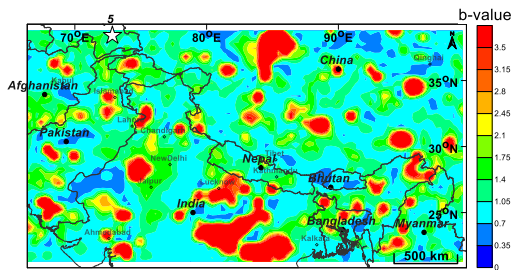 b-value
5
70°E
80°E
90°E
N
Kabul
Afghanistan
Islamabad
Lahore
Chandigarh
Pakistan
China
Qinghai
35°N
30°N
25°N
Tibet
Nepal
Kathmandu
NewDelhi
Jaipur
Lucknow
Bhutan
India
Bangladesh
Myanmar
Ahmedabad
Kalkata
500 km
3.5
3.15
2.8
2.45
2.1
1.75
1.4
1.05
0.7
0.35
0